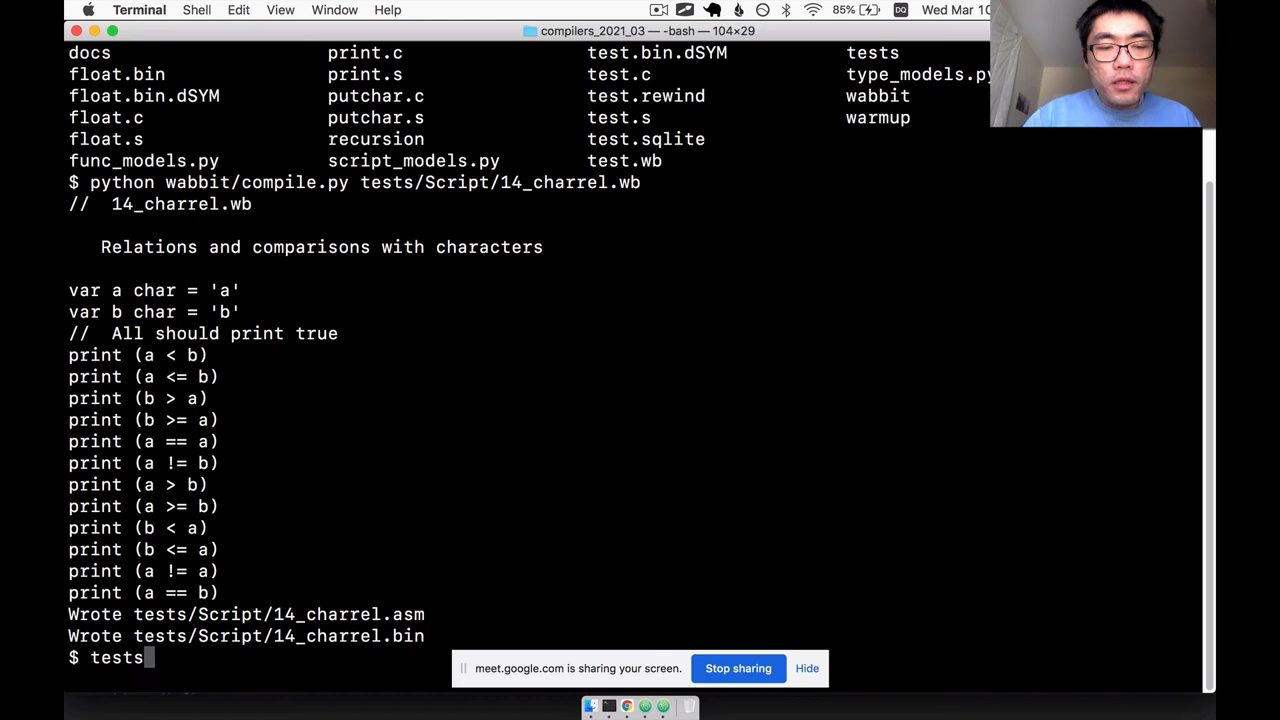 Terminal Shell Edit View Window Help 85% DQ Wed Mar 10
compilers_2021_03 — -bash — 104×29
docs print.c test.bin.dSYM tests
float.bin print.s test.c type_models.py
float.bin.dSYM putchar.c test.rewind wabbit
float.c putchar.s test.s warmup
float.s recursion test.sqlite
func_models.py script_models.py test.wb
$ python wabbit/compile.py tests/Script/14_charrel.wb
// 14_charrel.wb
Relations and comparisons with characters
var a char = 'a'
var b char = 'b'
// All should print true
print (a < b)
print (a <= b)
print (b > a)
print (b >= a)
print (a == a)
print (a != b)
print (a > b)
print (a >= b)
print (b < a)
print (b <= a)
print (a != a)
print (a == b)
Wrote tests/Script/14_charrel.asm
Wrote tests/Script/14_charrel.bin
$ tests
meet.google.com is sharing your screen. Stop sharing Hide